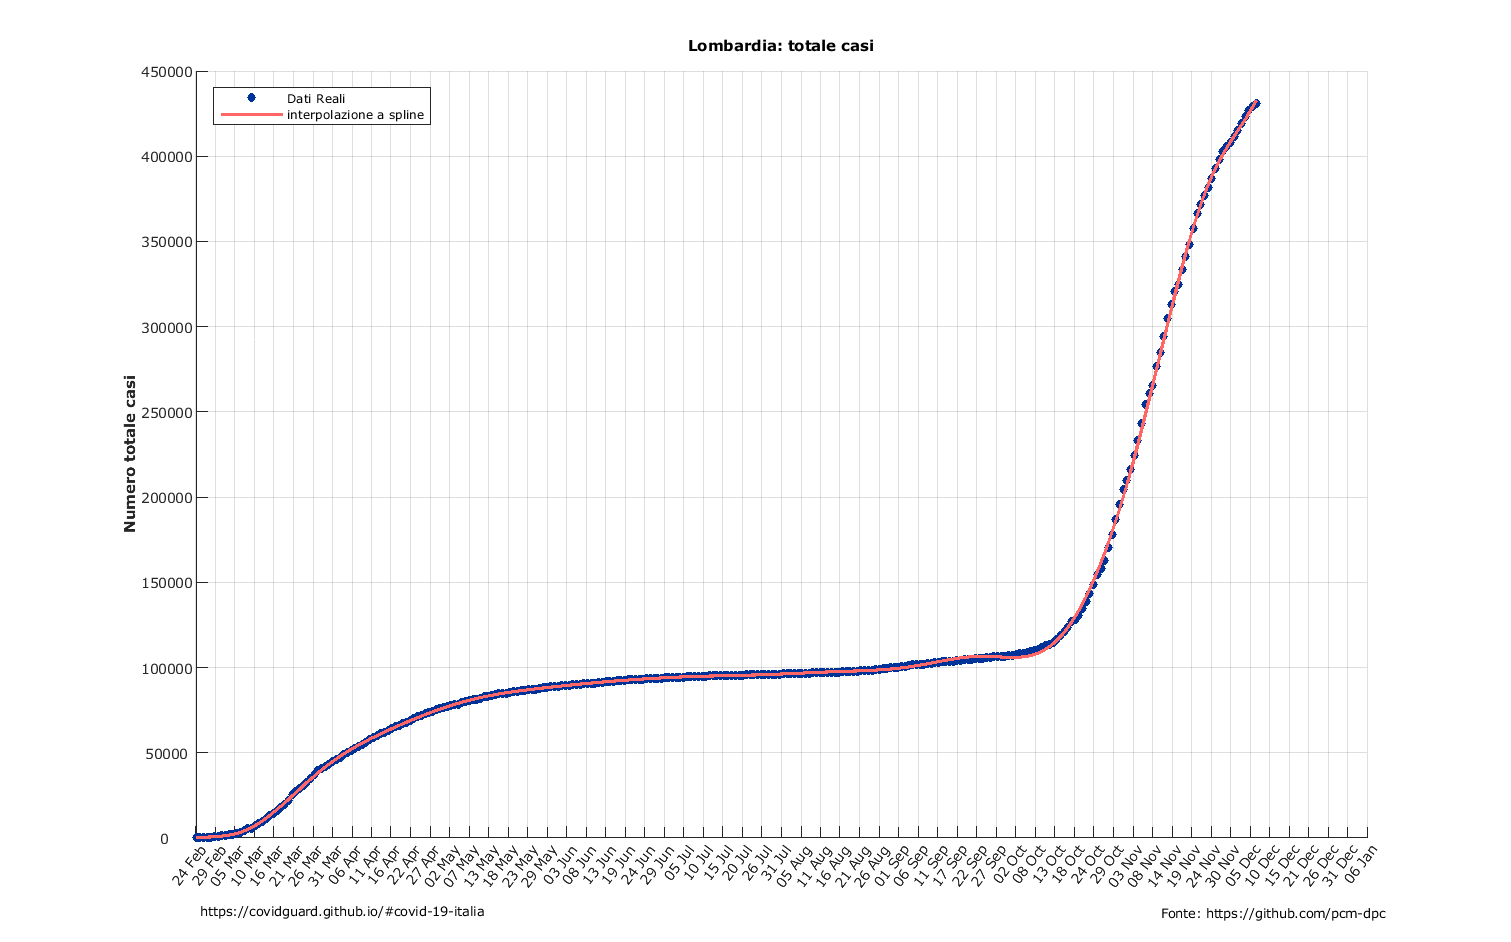 Lombardia: totale casi
450000
400000
350000
300000
250000
200000
150000
100000
50000
0
Numero totale casi
Dati Reali
interpolazione a spline
24 Feb
29 Feb
05 Mar
10 Mar
16 Mar
21 Mar
26 Mar
31 Mar
06 Apr
11 Apr
16 Apr
22 Apr
27 Apr
02 May
07 May
13 May
18 May
23 May
29 May
03 Jun
08 Jun
13 Jun
19 Jun
24 Jun
29 Jun
05 Jul
10 Jul
15 Jul
20 Jul
26 Jul
31 Jul
05 Aug
11 Aug
16 Aug
21 Aug
26 Aug
01 Sep
06 Sep
11 Sep
17 Sep
22 Sep
27 Sep
02 Oct
08 Oct
13 Oct
18 Oct
24 Oct
29 Oct
03 Nov
08 Nov
14 Nov
19 Nov
24 Nov
30 Nov
05 Dec
10 Dec
15 Dec
21 Dec
26 Dec
31 Dec
06 Jan
https://covidguard.github.io/#covid-19-italia
Fonte: https://github.com/pcm-dpc